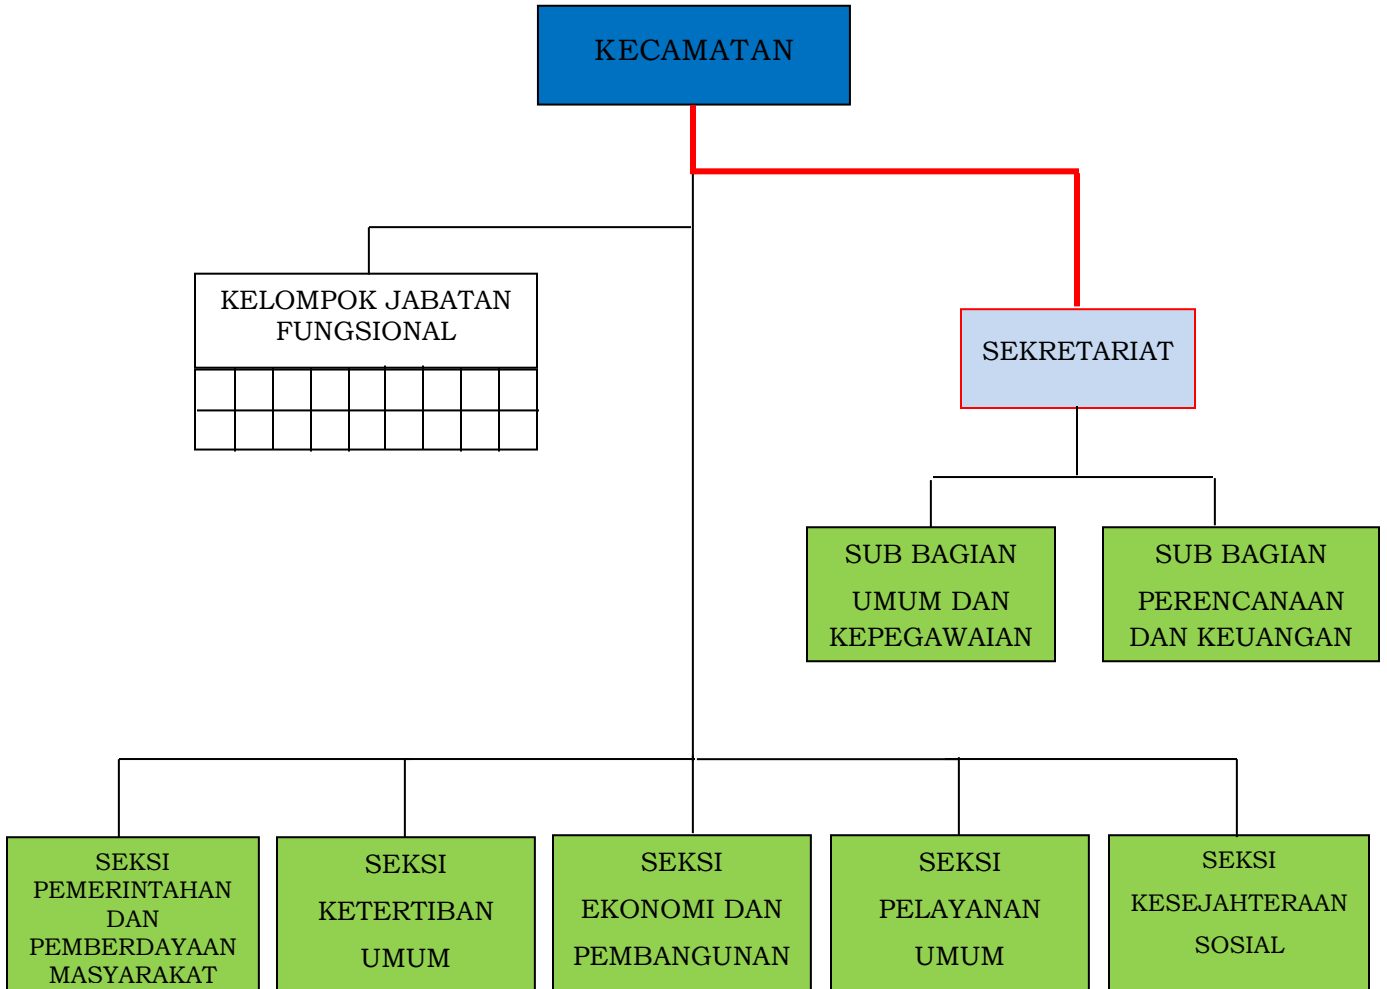 KECAMATAN
KELOMPOK JABATAN
FUNGSIONAL
SEKRETARIAT
SUB BAGIAN
UMUM DAN
KEPEGAWAIAN
SUB BAGIAN
PERENCANAAN
DAN KEUANGAN
SEKSI
PEMERINTAHAN
DAN
PEMBERDAYAAN
MASYARAKAT
SEKSI
KETERTIBAN
UMUM
SEKSI
EKONOMI DAN
PEMBANGUNAN
SEKSI
PELAYANAN
UMUM
SEKSI
KESEJAHTERAAN
SOSIAL